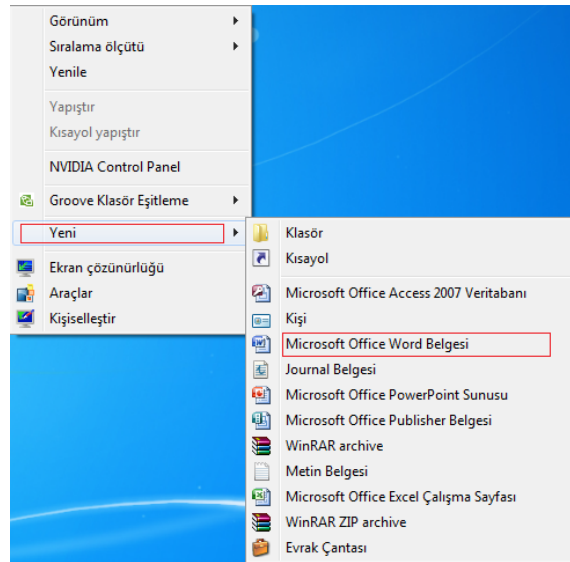 Görünüm
Sıralama ölçütü
Yenile
Yapıştır
Kısayol yapıştır
NVIDIA Control Panel
Groove Klasör Eşitleme
Yeni
Ekran çözünürlüğü
Araçlar
Kişiselleştir
Klasör
Kısayol
Microsoft Office Access 2007 Veritabanı
Kişi
Microsoft Office Word Belgesi
Journal Belgesi
Microsoft Office PowerPoint Sunusu
Microsoft Office Publisher Belgesi
WinRAR archive
Metin Belgesi
Microsoft Office Excel Çalışma Sayfası
WinRAR ZIP archive
Evrak Çantası